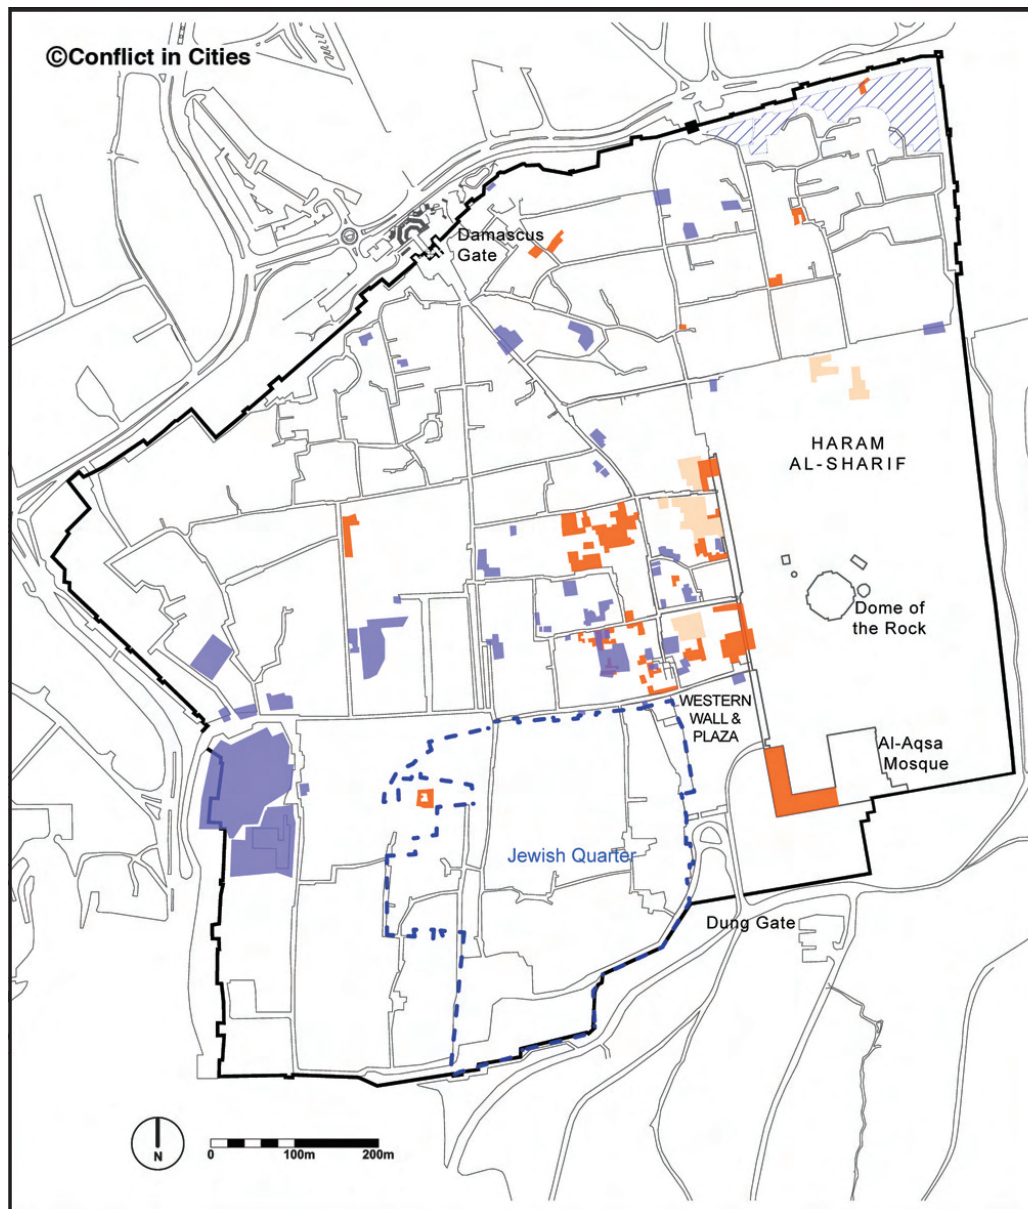 ©Conflict in Cities
Damascus
Gate
HARAM
AL-SHARIF
Dome of
the Rock
WESTERN
WALL &
PLAZA
Al-Aqsa
Mosque
Jewish Quarter
Dung Gate
N
0 100m 200m